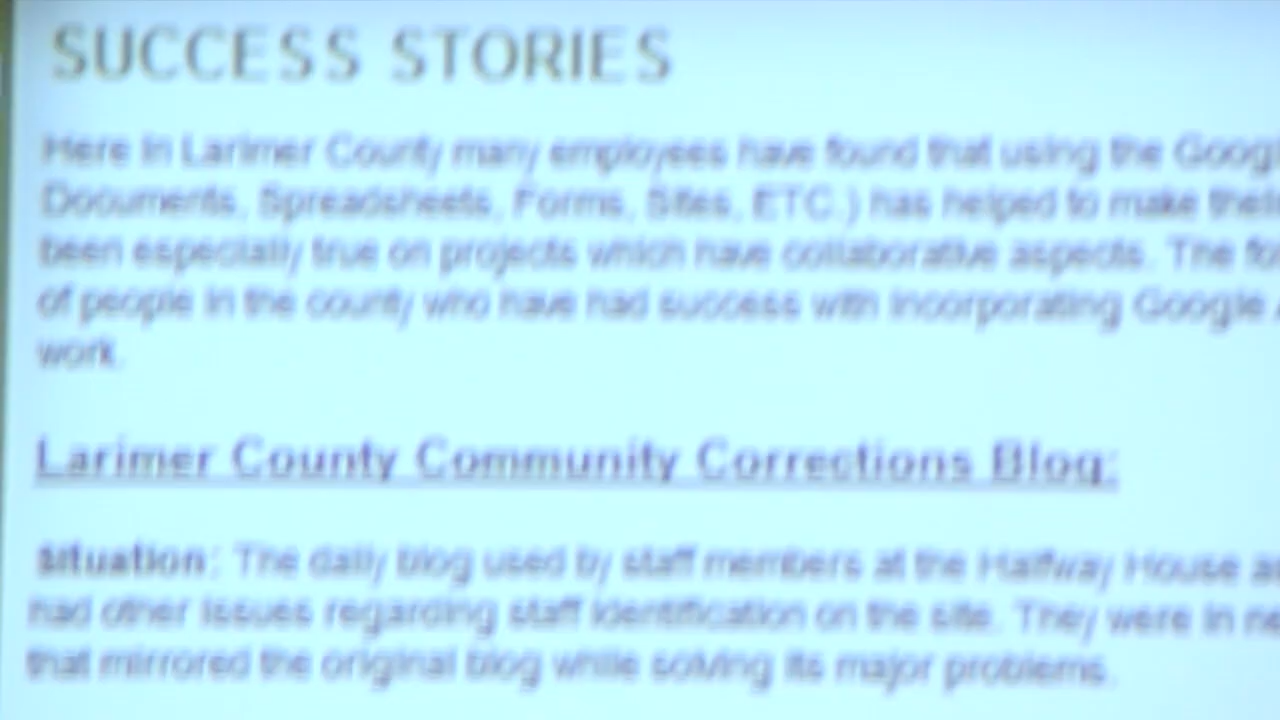 SUCCESS STORIES
Here in Larimer County many employees have found that using the
Documents, Spreadsheets, Forms, Sites, ETC.) has helped to make
been especially true on projects which have collaborative aspects. The
of people in the county who have had success with incorporating Google
work.
Larimer County Community Corrections Blog:
Situation: The daily blog used by staff members at the Halfway House
had other issues regarding staff identification on the site. They were in
that mirrored the original blog while solving its major problems.